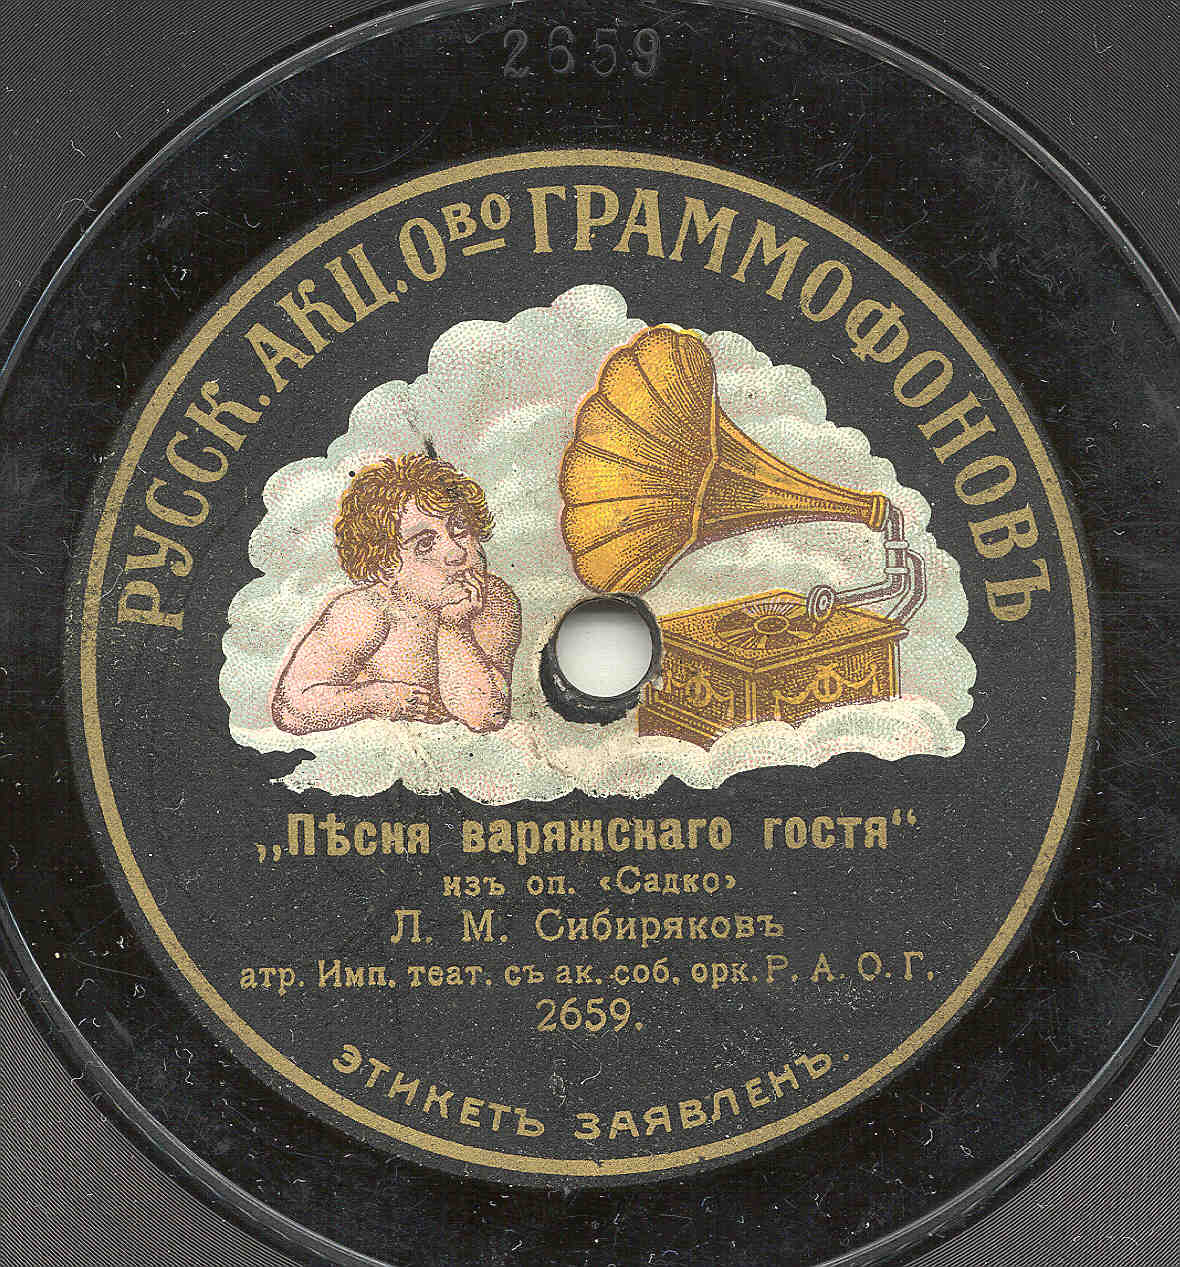 2659
РУССК. АКЦ. Ово ГРАММОФОНОВЪ
„Пѣсня варяжскаго гостя“
изъ оп. «Садко»
Л. М. Сибиряковъ
атр. Имп. теат. съ ак. соб. орк. Р. А. О. Г.
2659.
ЭТИКЕТЪ ЗАЯВЛЕНЪ.